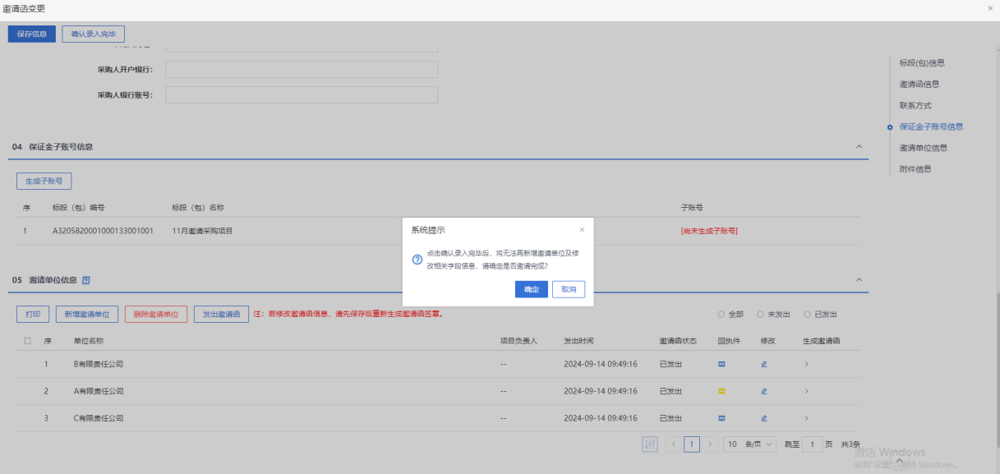 邀请函变更
×
保存信息 确认录入完毕
采购人开户银行:
采购人银行账号:
标段(包)信息
邀请函信息
联系方式
保证金子账号信息
邀请单位信息
附件信息
04 保证金子账号信息
生成子账号
序 标段（包）编号 标段（包）名称 子账号
1 A3205820001000133001001 11月邀请采购项目 [尚未生成子账号]
系统提示 ×
点击确认录入完毕后，将无法再新增邀请单位及修
改相关字段信息，请确定是否邀请完成?
确定 取消
05 邀请单位信息 ?
打印 新增邀请单位 删除邀请单位 发出邀请函 注：若修改邀请函信息，请先保存后重新生成邀请函签章。 全部 未发出 已发出
序 单位名称 项目负责人 发出时间 邀请函状态 回执件 修改 生成邀请函
1 B有限责任公司 -- 2024-09-14 09:49:16 已发出
2 A有限责任公司 -- 2024-09-14 09:49:16 已发出
3 C有限责任公司 -- 2024-09-14 09:49:16 已发出
1 10 条/页 跳至 1 页 共3条
激活 Windows
转到"设置"以激活 Windows。